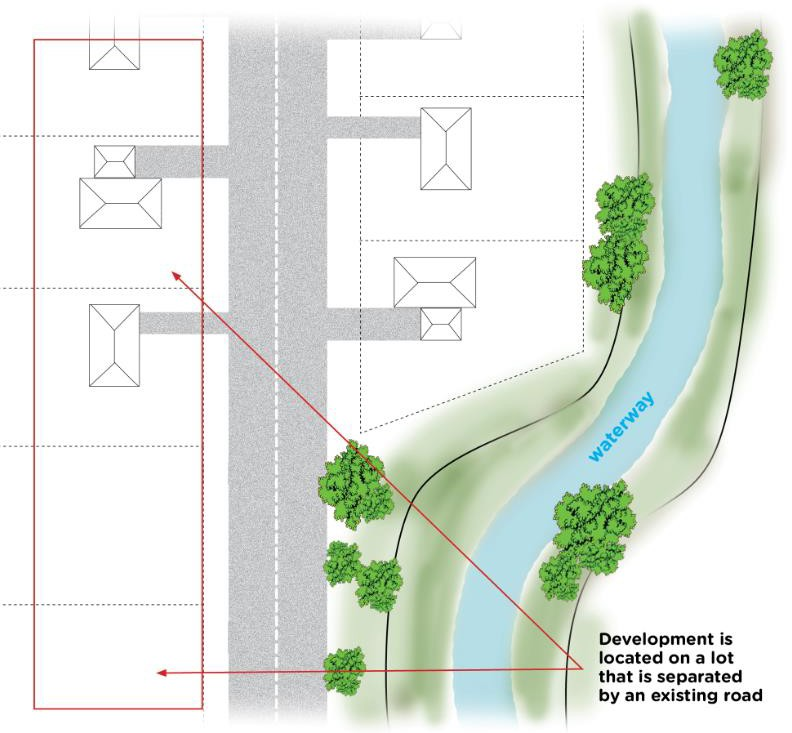 waterway
Development is
located on a lot
that is separated
by an existing road